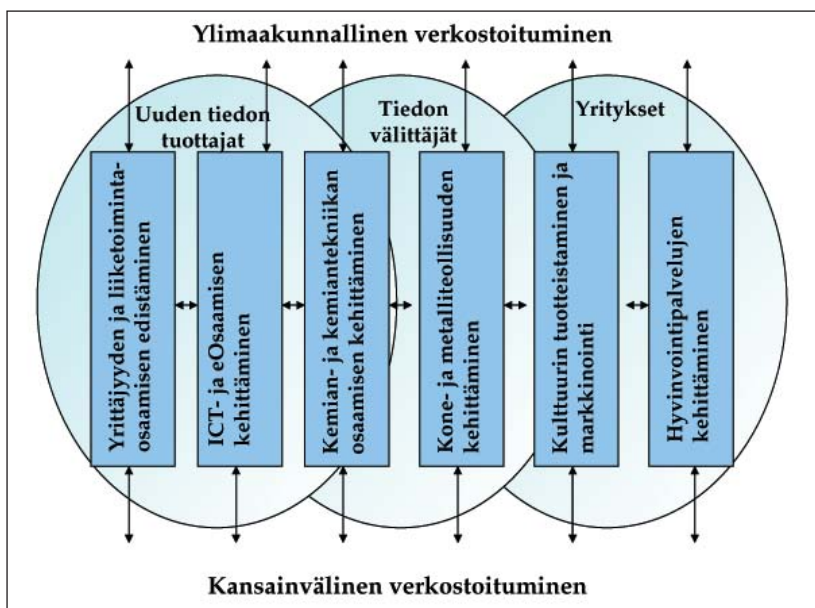 Ylimaakunnallinen verkostoituminen
Uuden tiedon
tuottajat
Tiedon
välittäjät
Yritykset
Yrittäjyyden ja liiketoiminta-
osaamisen edistäminen
ICT- ja eOsaamisen
kehittäminen
Kemian- ja kemiantekniikan
osaamisen kehittäminen
Kone- ja metalliteollisuuden
kehittäminen
Kulttuurin tuotteistaminen ja
markkinointi
Hyvinvointipalvelujen
kehittäminen
Kansainvälinen verkostoituminen